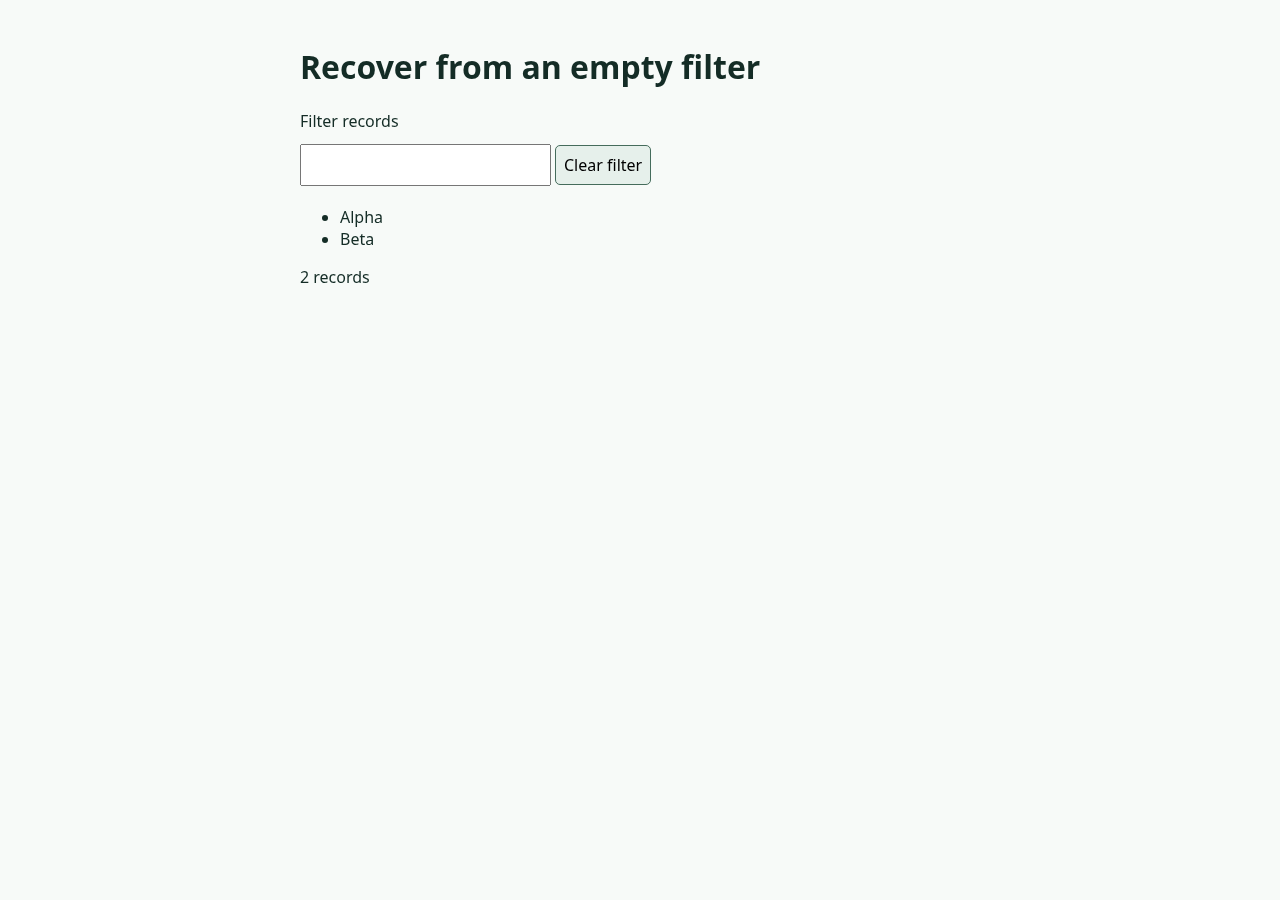 Recover from an empty filter
Filter records
Clear filter
Alpha
Beta
2 records